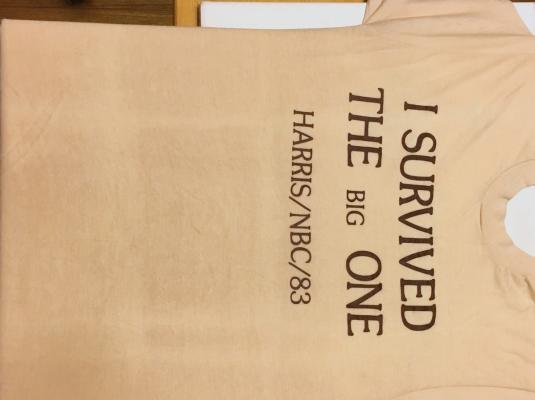 I SURVIVED
THE BIG ONE
HARRIS/NBC/83